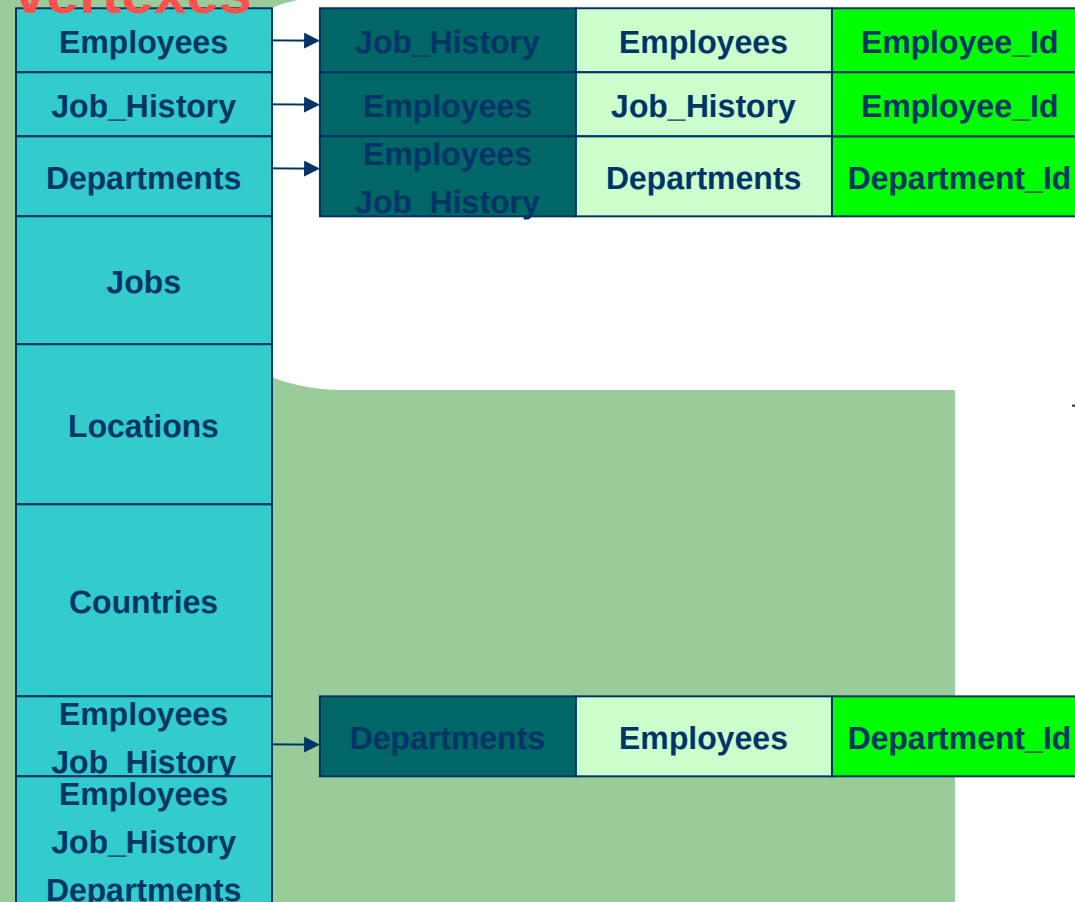 Vertexes
Employees Job_History Employees Employee_Id
Job_History Employees Job_History Employee_Id
Departments Employees Job_History Departments Department_Id
Jobs
Locations
Countries
Employees Job_History Departments Employees Department_Id
Employees
Job_History
Departments